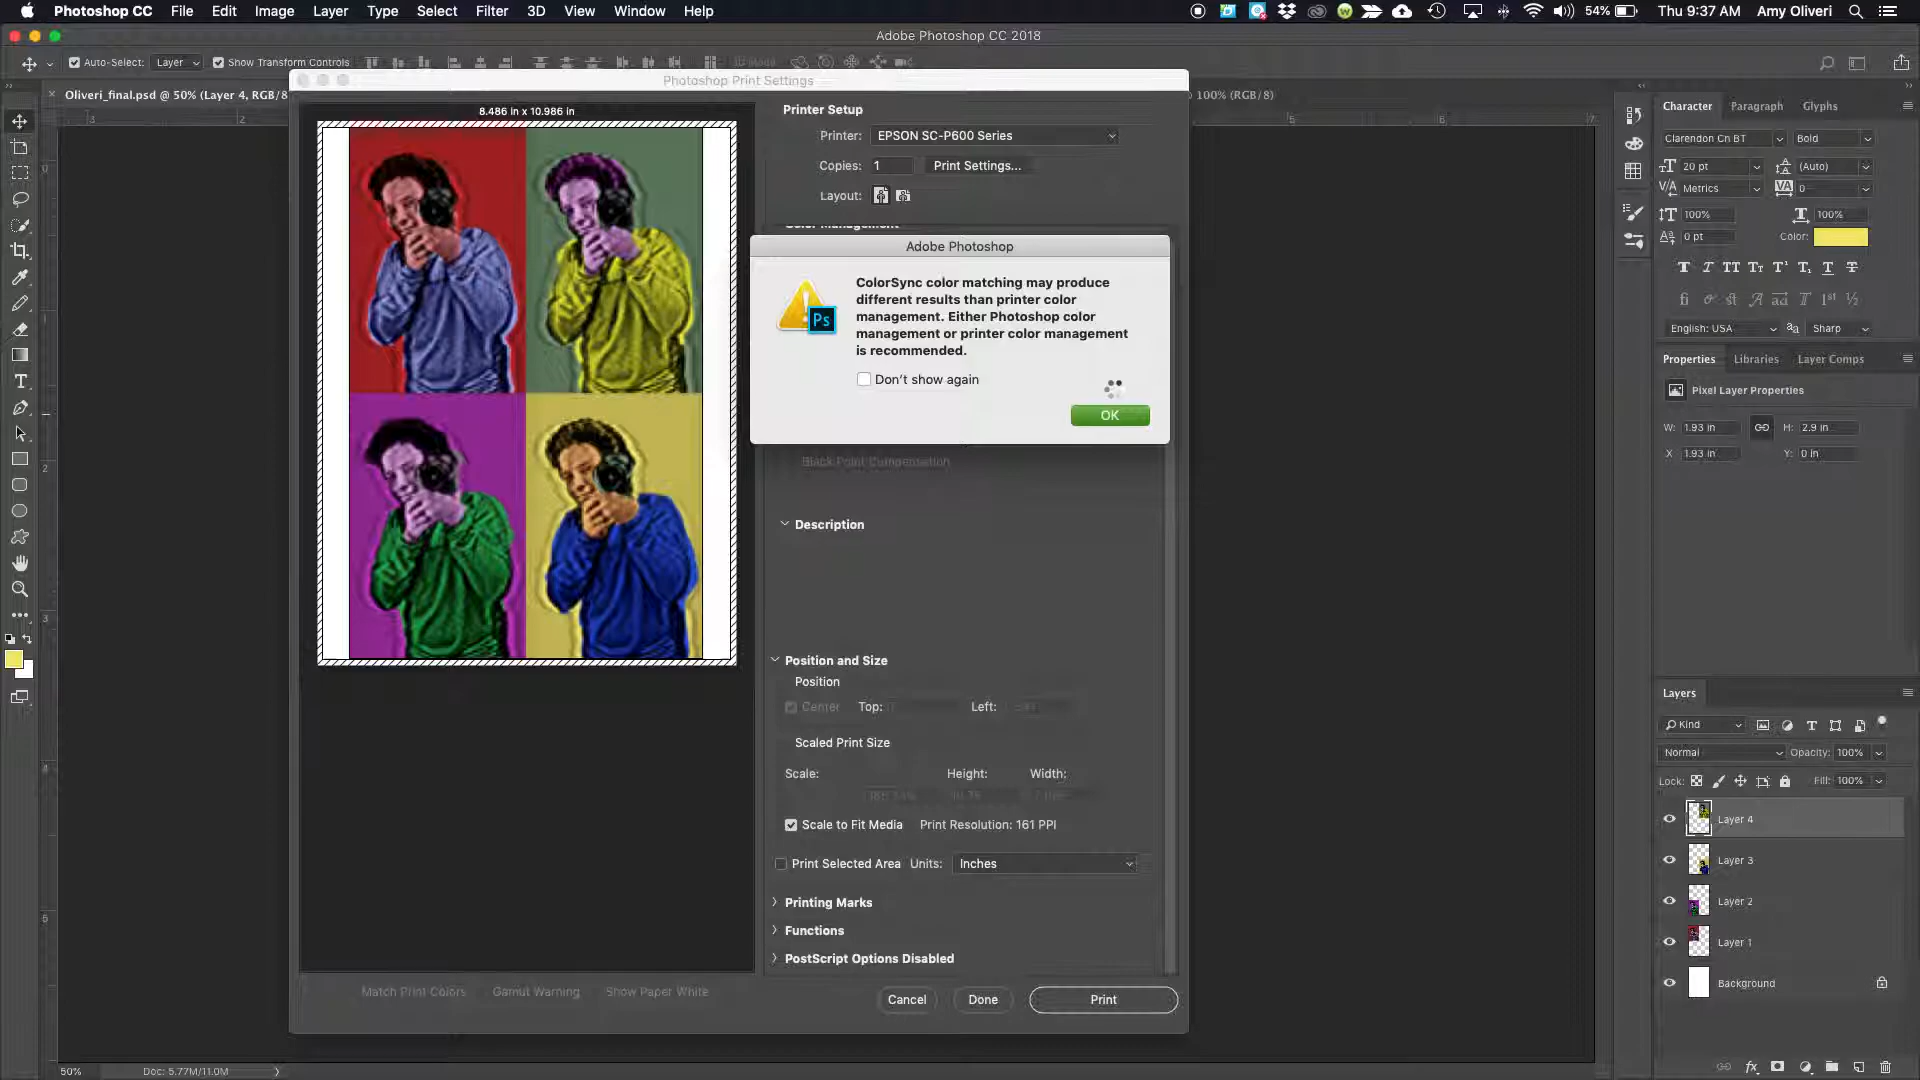 Photoshop CC File Edit Image Layer Type Select Filter 3D View Window Help
54% Thu 9:37 AM Amy Oliveri
Adobe Photoshop CC 2018
Auto-Select: Layer Show Transform Controls
Oliveri_final.psd @ 50% (Layer 4, RGB/8
100% (RGB/8)
Photoshop Print Settings
8.486 in x 10.986 in
Printer Setup
Printer: EPSON SC-P600 Series
Copies: 1 Print Settings...
Layout:
Color Management
Adobe Photoshop
ColorSync color matching may produce
different results than printer color
management. Either Photoshop color
management or printer color management
is recommended.
Don't show again
OK
Ps
Black Point Compensation
Description
Position and Size
Position
Center Top: Left:
Scaled Print Size
Scale: Height: Width:
Scale to Fit Media Print Resolution: 161 PPI
Print Selected Area Units: Inches
Printing Marks
Functions
PostScript Options Disabled
Match Print Colors Gamut Warning Show Paper White
Cancel Done Print
Character Paragraph Glyphs
Clarendon Cn BT Bold
20 pt (Auto)
Metrics 0
100% 100%
0 pt Color:
English: USA Sharp
Properties Libraries Layer Comps
Pixel Layer Properties
W: 1.93 in H: 2.9 in
X 1.93 in Y: 0 in
Layers
Kind
Normal Opacity: 100%
Lock: Fill: 100%
Layer 4
Layer 3
Layer 2
Layer 1
Background
50% Doc: 5.77M/11.0M